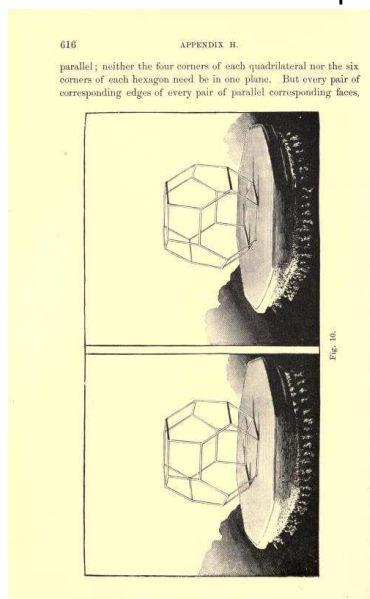 616
APPENDIX H.
parallel; neither the four corners of each quadrilateral nor the six
corners of each hexagon need be in one plane. But every pair of
corresponding edges of every pair of parallel corresponding faces,
Fig. 10.